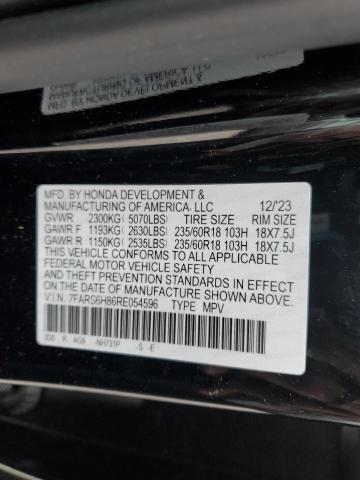 MFD. BY HONDA DEVELOPMENT &
MANUFACTURING OF AMERICA, LLC 12/'23
GVWR 2300KG( 5070LBS) TIRE SIZE RIM SIZE
GAWR F 1193KG( 2630LBS) 235/60R18 103H 18X7.5J
GAWR R 1150KG( 2535LBS) 235/60R18 103H 18X7.5J
THIS VEHICLE CONFORMS TO ALL APPLICABLE
FEDERAL MOTOR VEHICLE SAFETY
AND THEFT PREVENTION STANDARDS IN EFFECT
ON THE DATE OF MANUFACTURE SHOWN ABOVE.
V.I.N. 7FARS6H86RE054596 TYPE MPV
R NH731P -S -E